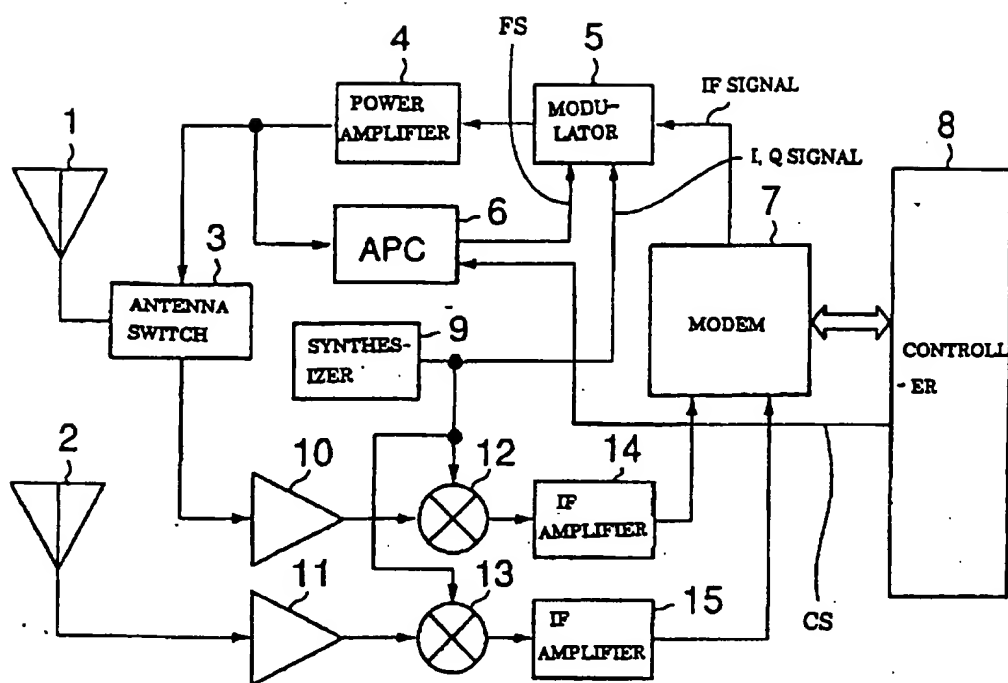 FS
4
5
POWER
AMPLIFIER
MODU-
LATOR
IF SIGNAL
1
I, Q SIGNAL
8
6
APC
7
3
ANTENNA
SWITCH
MODEM
9
SYNTHES-
IZER
CONTROLL
-ER
2
10
12
14
IF
AMPLIFIER
11
13
15
IF
AMPLIFIER
CS